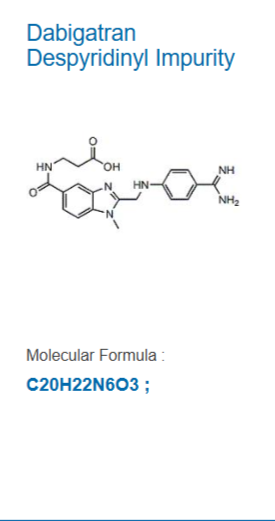 Dabigatran
Despyridinyl Impurity
O
HN
OH
O
N
HN
NH
NH2
N
Molecular Formula :
C20H22N6O3 ;